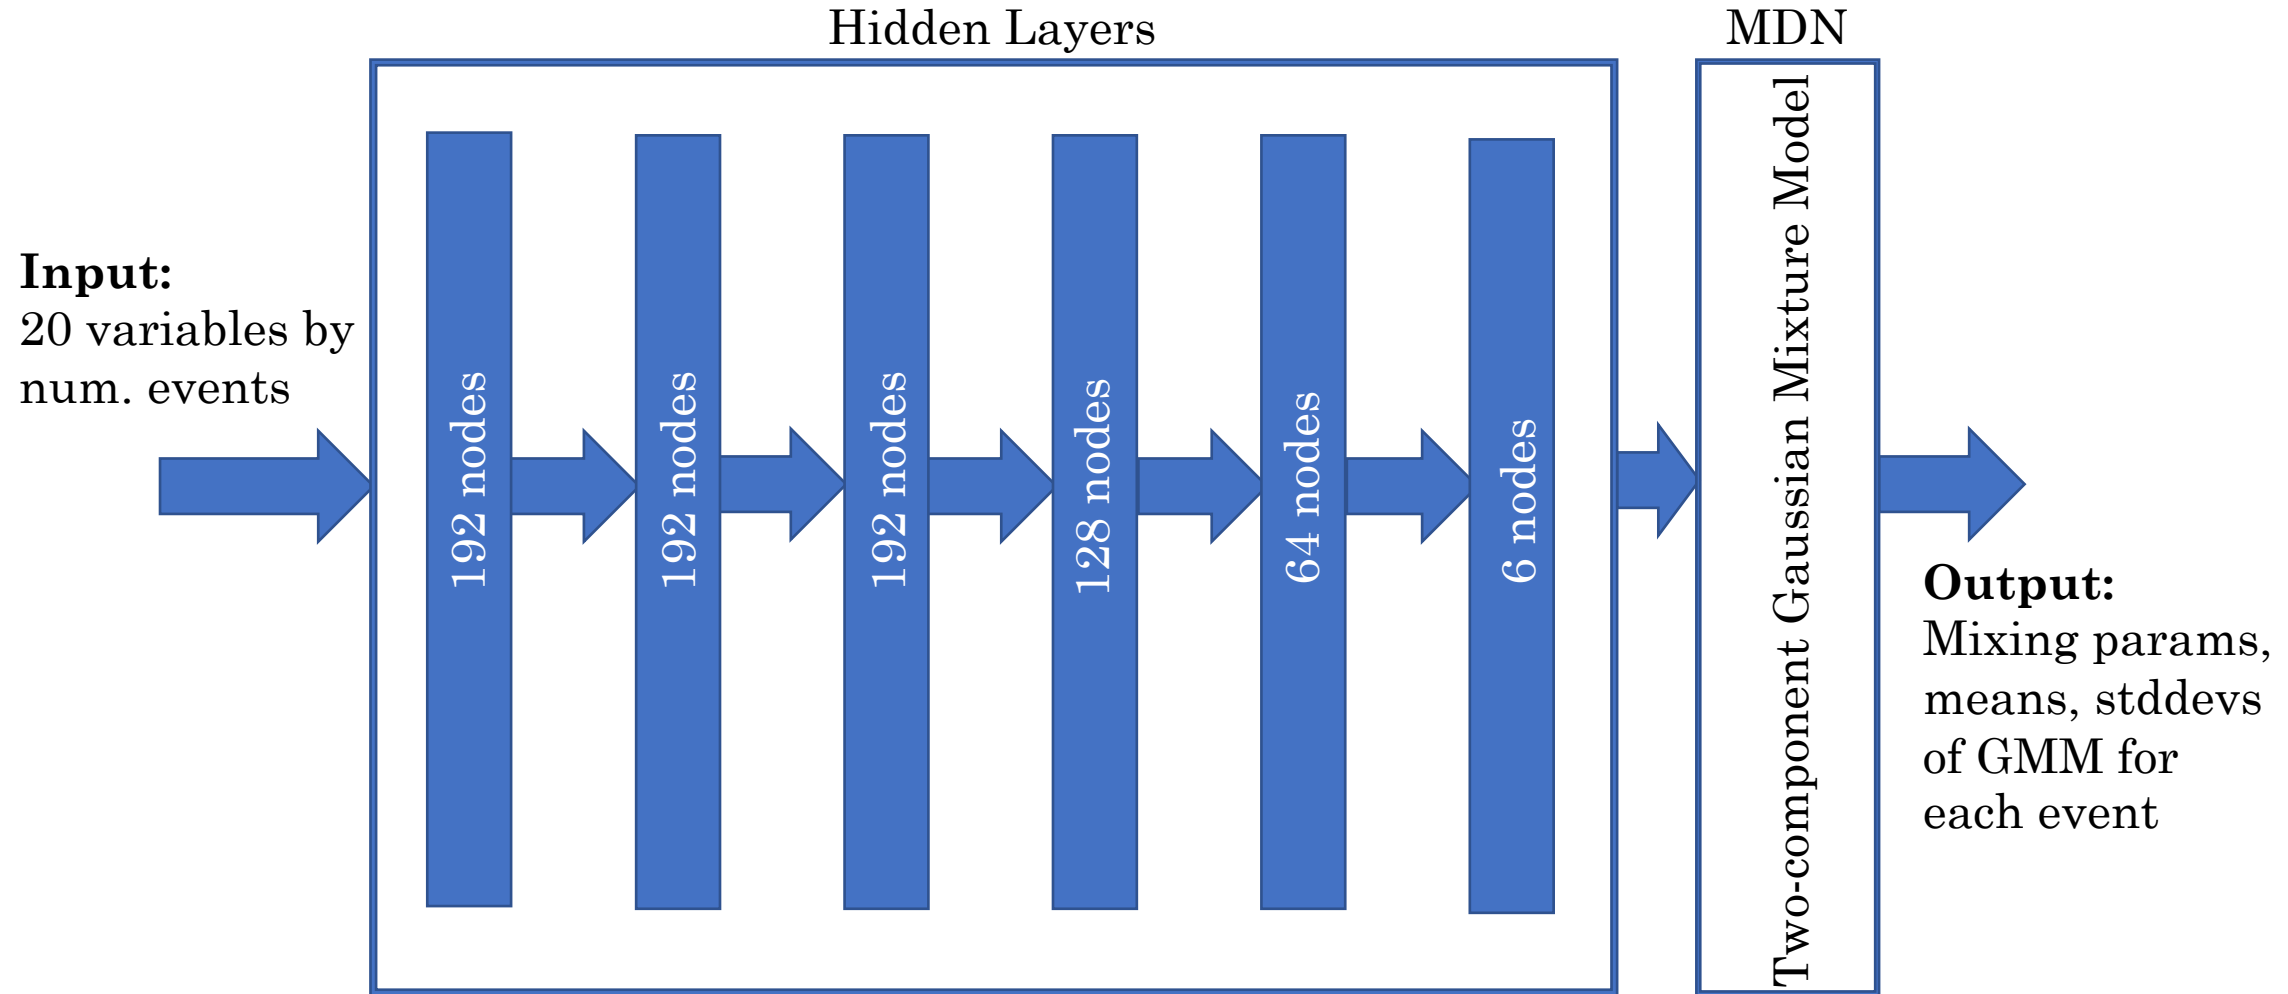 Hidden Layers
MDN
Input:
20 variables by
num. events
192 nodes
192 nodes
192 nodes
128 nodes
64 nodes
6 nodes
Two-component Gaussian Mixture Model
Output:
Mixing params,
means, stddevs
of GMM for
each event